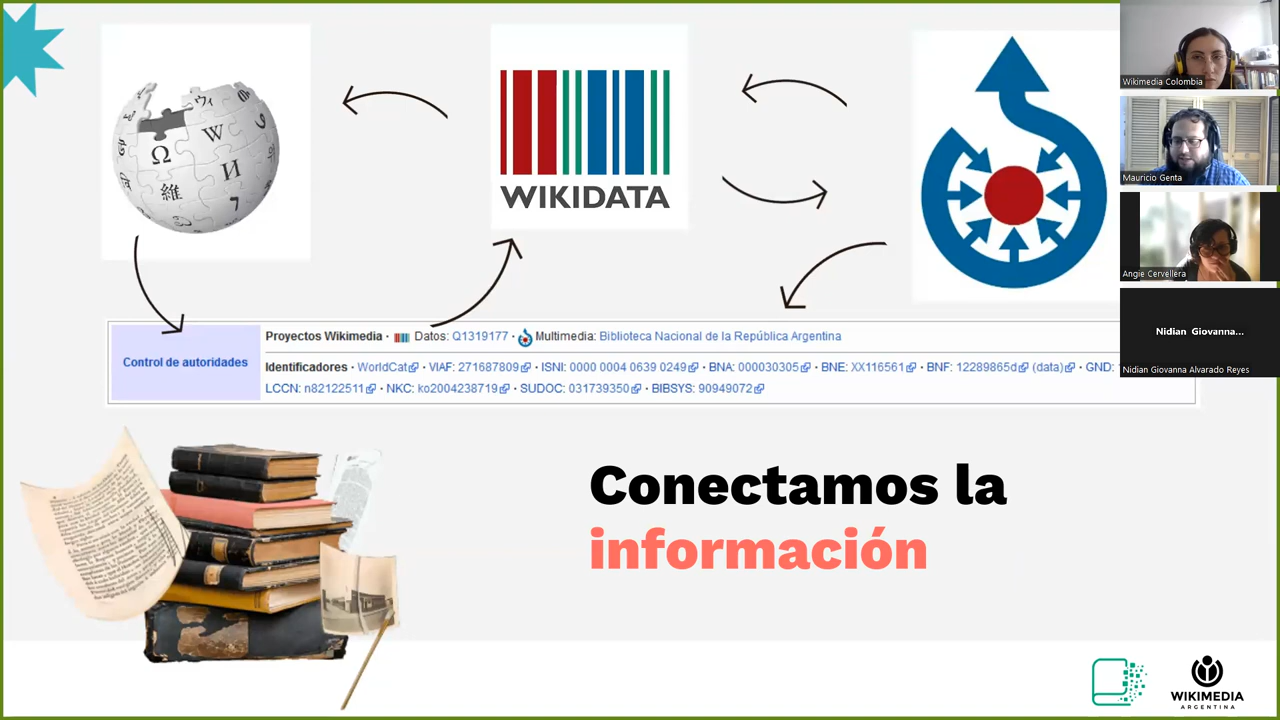 Ω
W
И
維
7
WIKIDATA
Control de autoridades
Proyectos Wikimedia · Datos: Q1319177 · Multimedia: Biblioteca Nacional de la República Argentina
Identificadores · WorldCat · VIAF: 271687809 · ISNI: 0000 0004 0639 0249 · BNA: 000030305 · BNE: XX116561 · BNF: 12289865d (data) · GND:
LCCN: n82122511 · NKC: ko2004238719 · SUDOC: 031739350 · BIBSYS: 90949072
Conectamos la
información
WIKIMEDIA
ARGENTINA
Wikimedia Colombia
Mauricio Genta
Angie Cervellera
Nidian Giovanna...
Nidian Giovanna Alvarado Reyes